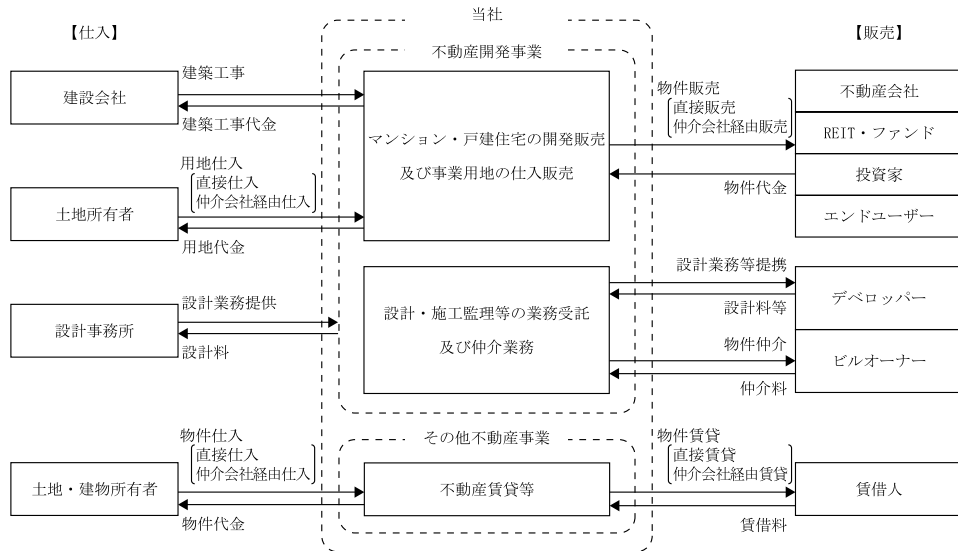 当社
【仕入】
【販売】
不動産開発事業
建設会社
建築工事
建築工事代金
土地所有者
用地仕入
直接仕入
仲介会社経由仕入
用地代金
マンション・戸建住宅の開発販売
及び事業用地の仕入販売
物件販売
直接販売
仲介会社経由販売
物件代金
不動産会社
REIT・ファンド
投資家
エンドユーザー
設計事務所
設計業務提供
設計料
設計・施工監理等の業務受託
及び仲介業務
設計業務等提携
設計料等
物件仲介
仲介料
デベロッパー
ビルオーナー
その他不動産事業
土地・建物所有者
物件仕入
直接仕入
仲介会社経由仕入
物件代金
不動産賃貸等
物件賃貸
直接賃貸
仲介会社経由賃貸
賃借料
賃借人